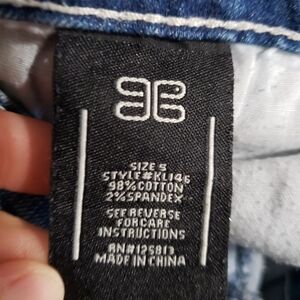 SIZE 5
STYLE#KL146
98%COTTON
2%SPANDEX
SEE REVERSE
FOR CARE
INSTRUCTIONS
RN#125813
MADE IN CHINA